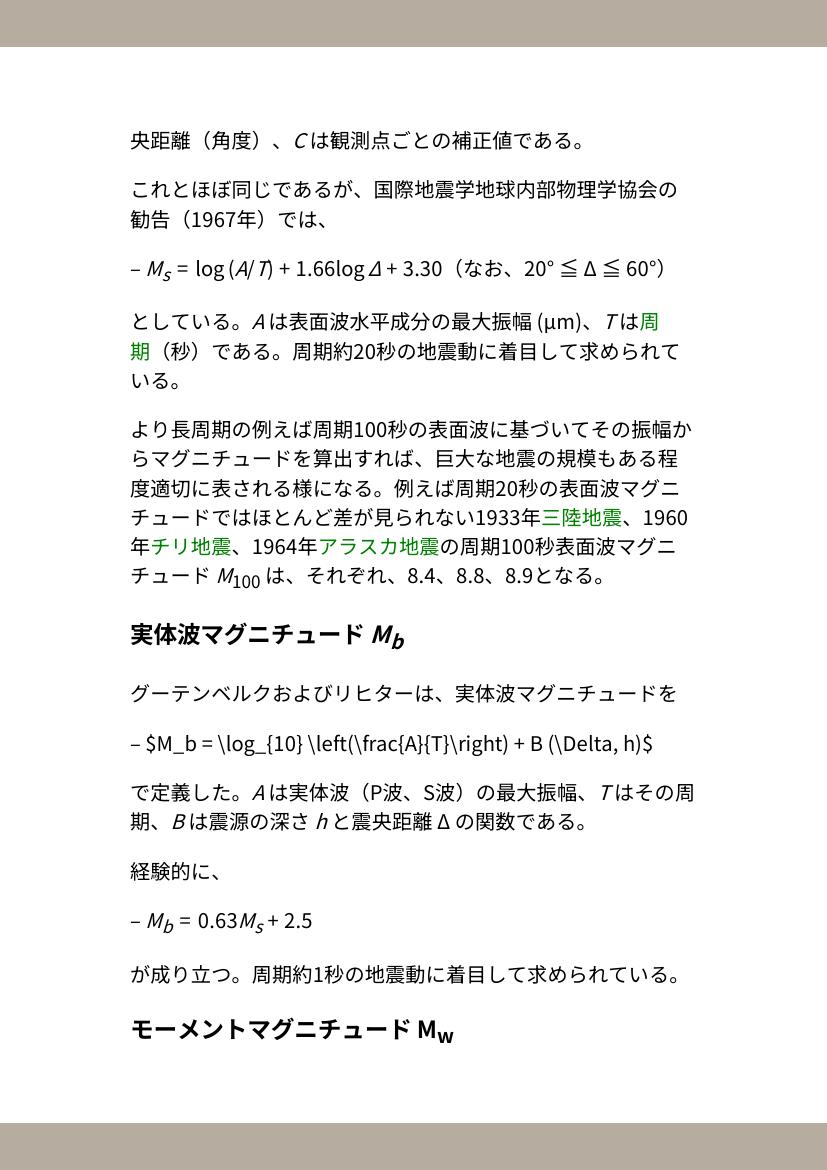 央距離（角度）、Cは観測点ごとの補正値である。
これとほぼ同じであるが、国際地震学地球内部物理学協会の
勧告（1967年）では、
– Ms = log (A/T) + 1.66logΔ + 3.30（なお、20° ≦ Δ ≦ 60°）
としている。Aは表面波水平成分の最大振幅 (μm)、Tは周
期（秒）である。周期約20秒の地震動に着目して求められて
いる。
より長周期の例えば周期100秒の表面波に基づいてその振幅か
らマグニチュードを算出すれば、巨大な地震の規模もある程
度適切に表される様になる。例えば周期20秒の表面波マグニ
チュードではほとんど差が見られない1933年三陸地震、1960
年チリ地震、1964年アラスカ地震の周期100秒表面波マグニ
チュード M100 は、それぞれ、8.4、8.8、8.9となる。
実体波マグニチュード Mb
グーテンベルクおよびリヒターは、実体波マグニチュードを
– $M_b = \log_{10} \left(\frac{A}{T}\right) + B (\Delta, h)$
で定義した。Aは実体波（P波、S波）の最大振幅、Tはその周
期、Bは震源の深さ hと震央距離 Δ の関数である。
経験的に、
– Mb = 0.63Ms + 2.5
が成り立つ。周期約1秒の地震動に着目して求められている。
モーメントマグニチュード Mw